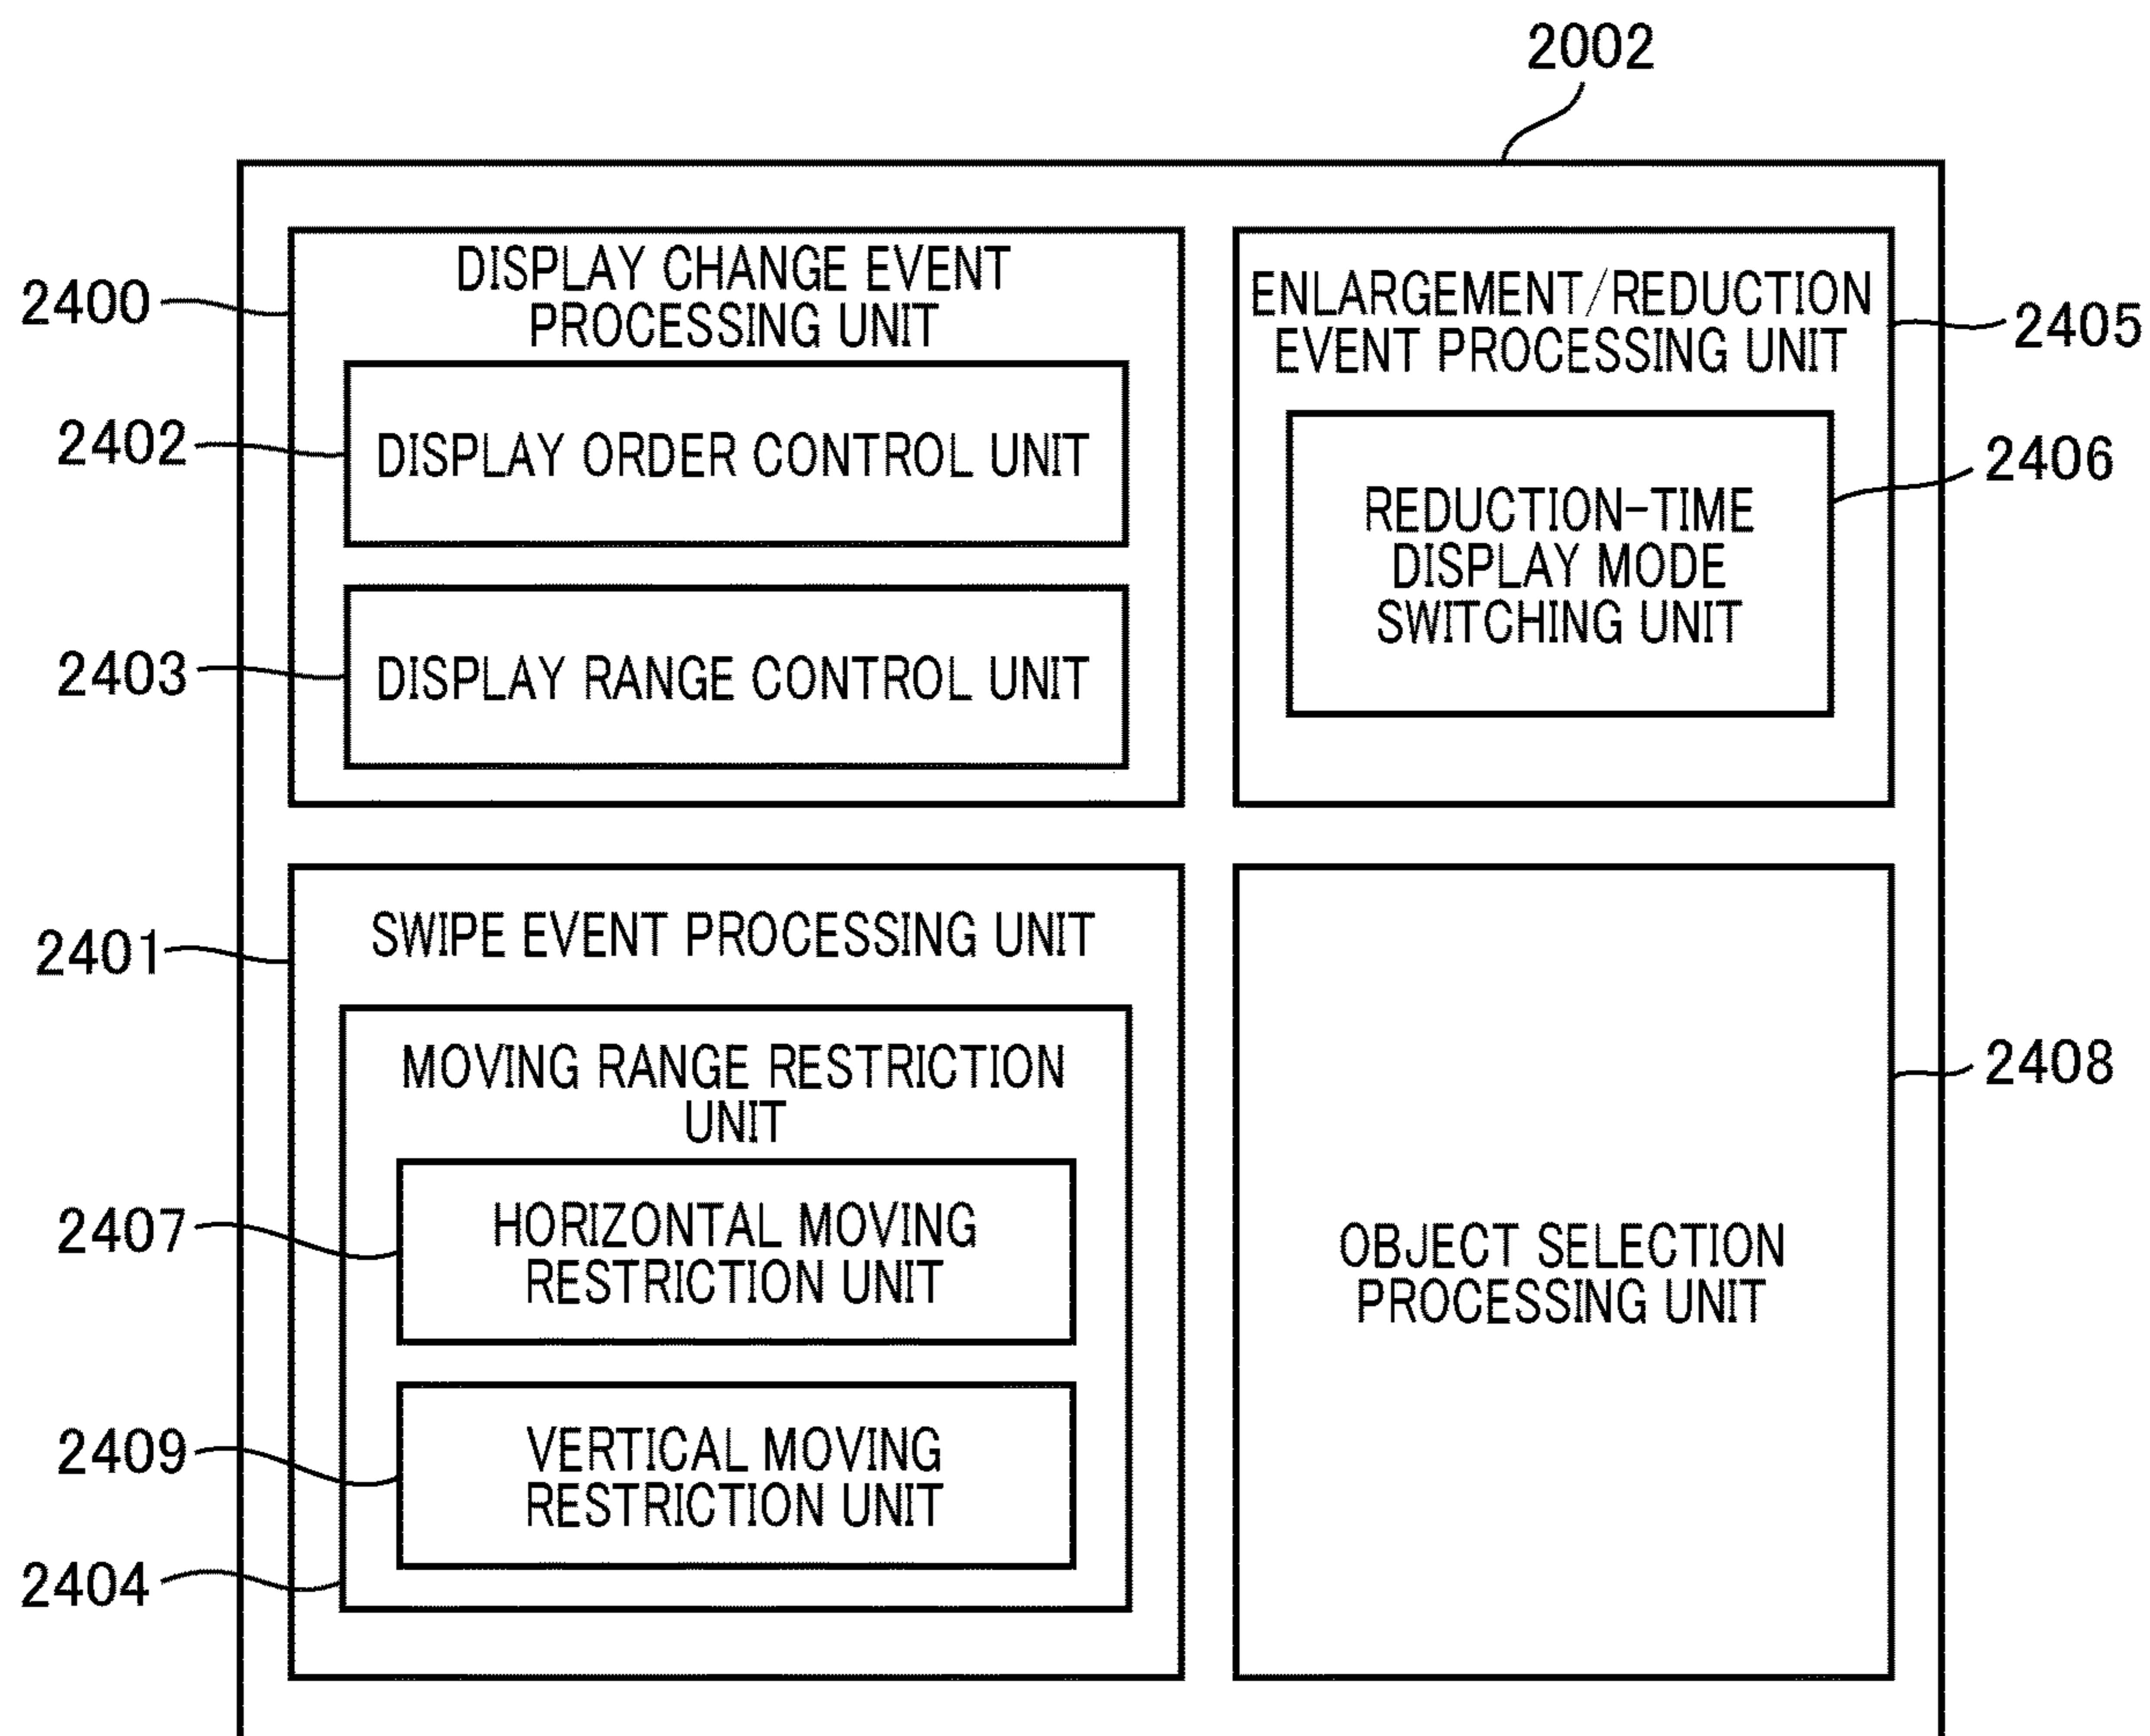 2002
2400
DISPLAY CHANGE EVENT
PROCESSING UNIT
2402
DISPLAY ORDER CONTROL UNIT
2403
DISPLAY RANGE CONTROL UNIT
ENLARGEMENT/REDUCTION
EVENT PROCESSING UNIT
2405
REDUCTION-TIME
DISPLAY MODE
SWITCHING UNIT
2406
2401
SWIPE EVENT PROCESSING UNIT
MOVING RANGE RESTRICTION
UNIT
2407
HORIZONTAL MOVING
RESTRICTION UNIT
2409
VERTICAL MOVING
RESTRICTION UNIT
2404
OBJECT SELECTION
PROCESSING UNIT
2408